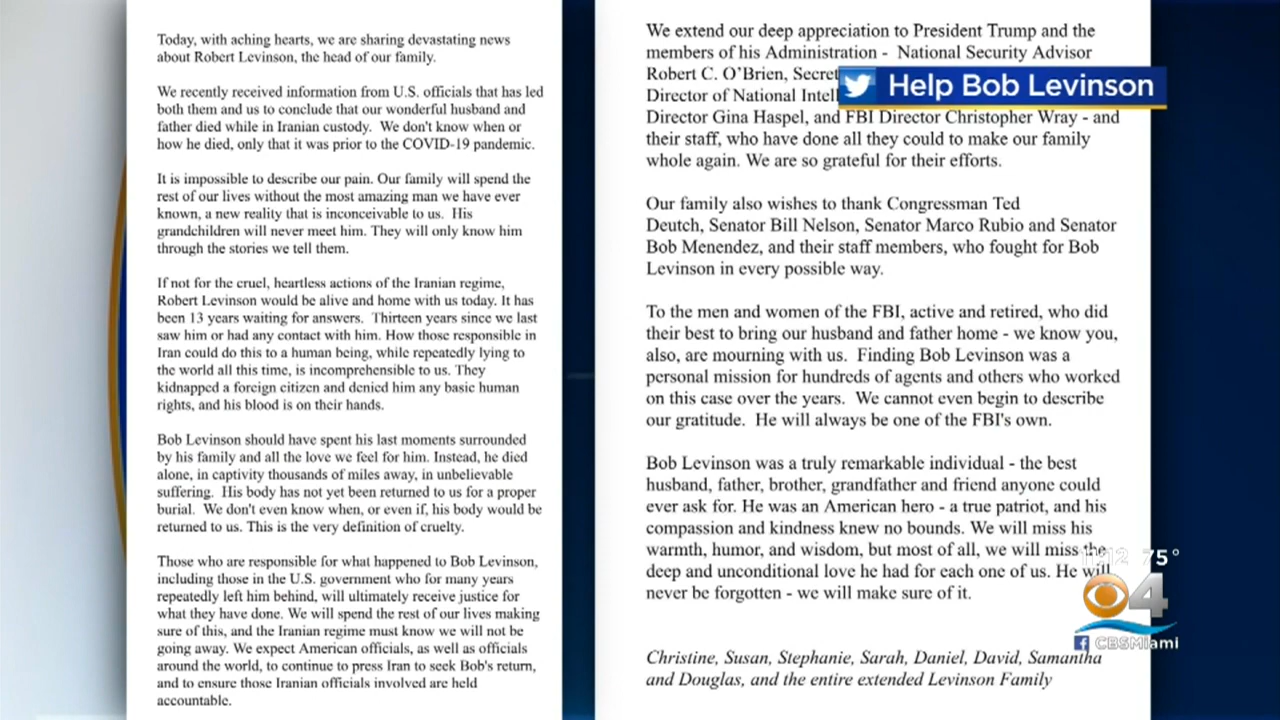 Today, with aching hearts, we are sharing devastating news
about Robert Levinson, the head of our family.
We recently received information from U.S. officials that has led
both them and us to conclude that our wonderful husband and
father died while in Iranian custody. We don't know when or
how he died, only that it was prior to the COVID-19 pandemic.
It is impossible to describe our pain. Our family will spend the
rest of our lives without the most amazing man we have ever
known, a new reality that is inconceivable to us. His
grandchildren will never meet him. They will only know him
through the stories we tell them.
If not for the cruel, heartless actions of the Iranian regime,
Robert Levinson would be alive and home with us today. It has
been 13 years waiting for answers. Thirteen years since we last
saw him or had any contact with him. How those responsible in
Iran could do this to a human being, while repeatedly lying to
the world all this time, is incomprehensible to us. They
kidnapped a foreign citizen and denied him any basic human
rights, and his blood is on their hands.
Bob Levinson should have spent his last moments surrounded
by his family and all the love we feel for him. Instead, he died
alone, in captivity thousands of miles away, in unbelievable
suffering. His body has not yet been returned to us for a proper
burial. We don't even know when, or even if, his body would be
returned to us. This is the very definition of cruelty.
Those who are responsible for what happened to Bob Levinson,
including those in the U.S. government who for many years
repeatedly left him behind, will ultimately receive justice for
what they have done. We will spend the rest of our lives making
sure of this, and the Iranian regime must know we will not be
going away. We expect American officials, as well as officials
around the world, to continue to press Iran to seek Bob's return,
and to ensure those Iranian officials involved are held
accountable.
We extend our deep appreciation to President Trump and the
members of his Administration - National Security Advisor
Robert C. O'Brien,
Director of National
Director Gina Haspel, and FBI Director Christopher Wray - and
their staff, who have done all they could to make our family
whole again. We are so grateful for their efforts.
Our family also wishes to thank Congressman Ted
Deutch, Senator Bill Nelson, Senator Marco Rubio and Senator
Bob Menendez, and their staff members, who fought for Bob
Levinson in every possible way.
To the men and women of the FBI, active and retired, who did
their best to bring our husband and father home - we know you,
also, are mourning with us. Finding Bob Levinson was a
personal mission for hundreds of agents and others who worked
on this case over the years. We cannot even begin to describe
our gratitude. He will always be one of the FBI's own.
Bob Levinson was a truly remarkable individual - the best
husband, father, brother, grandfather and friend anyone could
ever ask for. He was an American hero - a true patriot, and his
compassion and kindness knew no bounds. We will miss his
warmth, humor, and wisdom, but most of all, we will miss the
deep and unconditional love he had for each one of us. He will
never be forgotten - we will make sure of it.
Christine, Susan, Stephanie, Sarah, Daniel, David, Samantha
and Douglas, and the entire extended Levinson Family
Help Bob Levinson
75°
4
CBSMiami